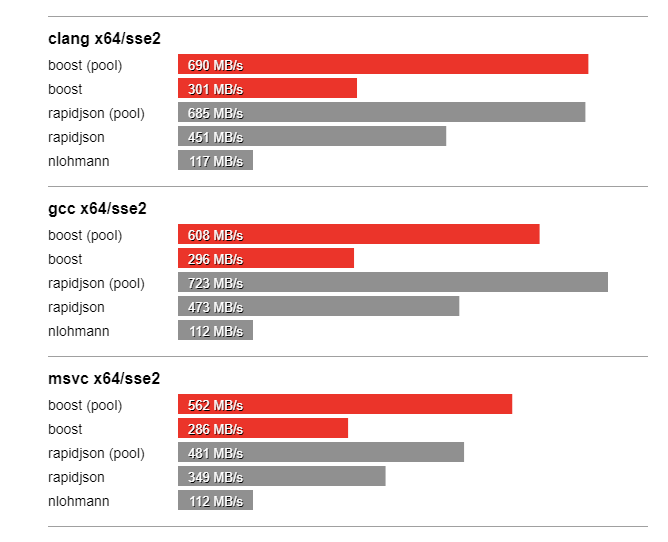 clang x64/sse2
boost (pool) 690 MB/s
boost 301 MB/s
rapidjson (pool) 685 MB/s
rapidjson 451 MB/s
nlohmann 117 MB/s
gcc x64/sse2
boost (pool) 608 MB/s
boost 296 MB/s
rapidjson (pool) 723 MB/s
rapidjson 473 MB/s
nlohmann 112 MB/s
msvc x64/sse2
boost (pool) 562 MB/s
boost 286 MB/s
rapidjson (pool) 481 MB/s
rapidjson 349 MB/s
nlohmann 112 MB/s